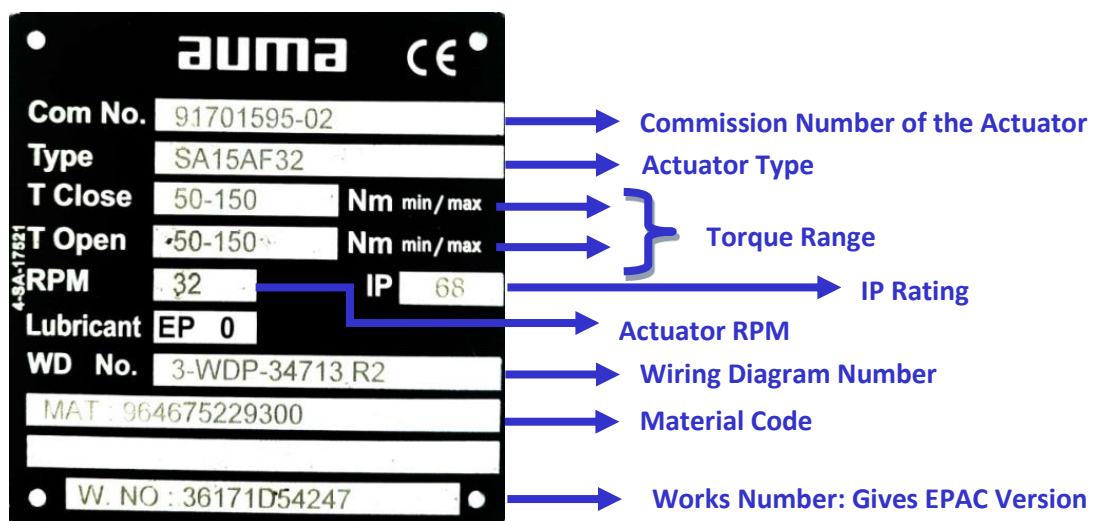 auma CE
Com No. 91701595-02 Commission Number of the Actuator
Type SA15AF32 Actuator Type
T Close 50-150 Nm min/max
T Open 50-150 Nm min/max Torque Range
4-SA-17521
RPM 32 IP 68 IP Rating
Lubricant EP 0 Actuator RPM
WD No. 3-WDP-34713 R2 Wiring Diagram Number
MAT : 964675229300 Material Code
W. NO : 36171D54247 Works Number: Gives EPAC Version